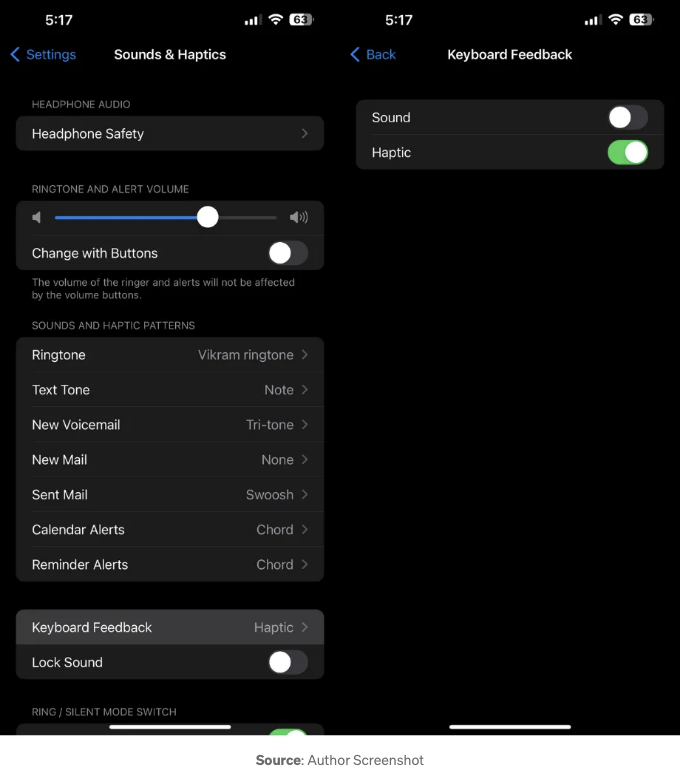 5:17
63
Settings
Sounds & Haptics
HEADPHONE AUDIO
Headphone Safety
RINGTONE AND ALERT VOLUME
Change with Buttons
The volume of the ringer and alerts will not be affected
by the volume buttons.
SOUNDS AND HAPTIC PATTERNS
Ringtone Vikram ringtone
Text Tone Note
New Voicemail Tri-tone
New Mail None
Sent Mail Swoosh
Calendar Alerts Chord
Reminder Alerts Chord
Keyboard Feedback Haptic
Lock Sound
RING / SILENT MODE SWITCH
5:17
63
Back
Keyboard Feedback
Sound
Haptic
Source: Author Screenshot